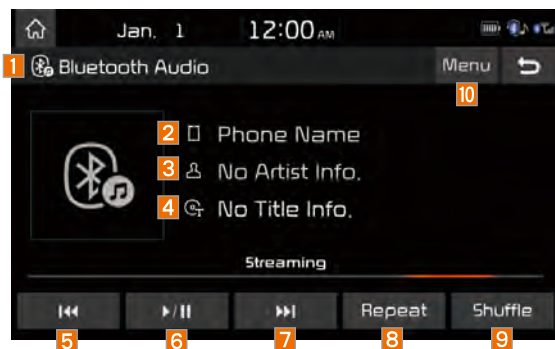 Jan. 1 12:00 AM
1 Bluetooth Audio Menu
10
2 Phone Name
3 No Artist Info.
4 No Title Info.
Streaming
Repeat Shuffle
5 6 7 8 9